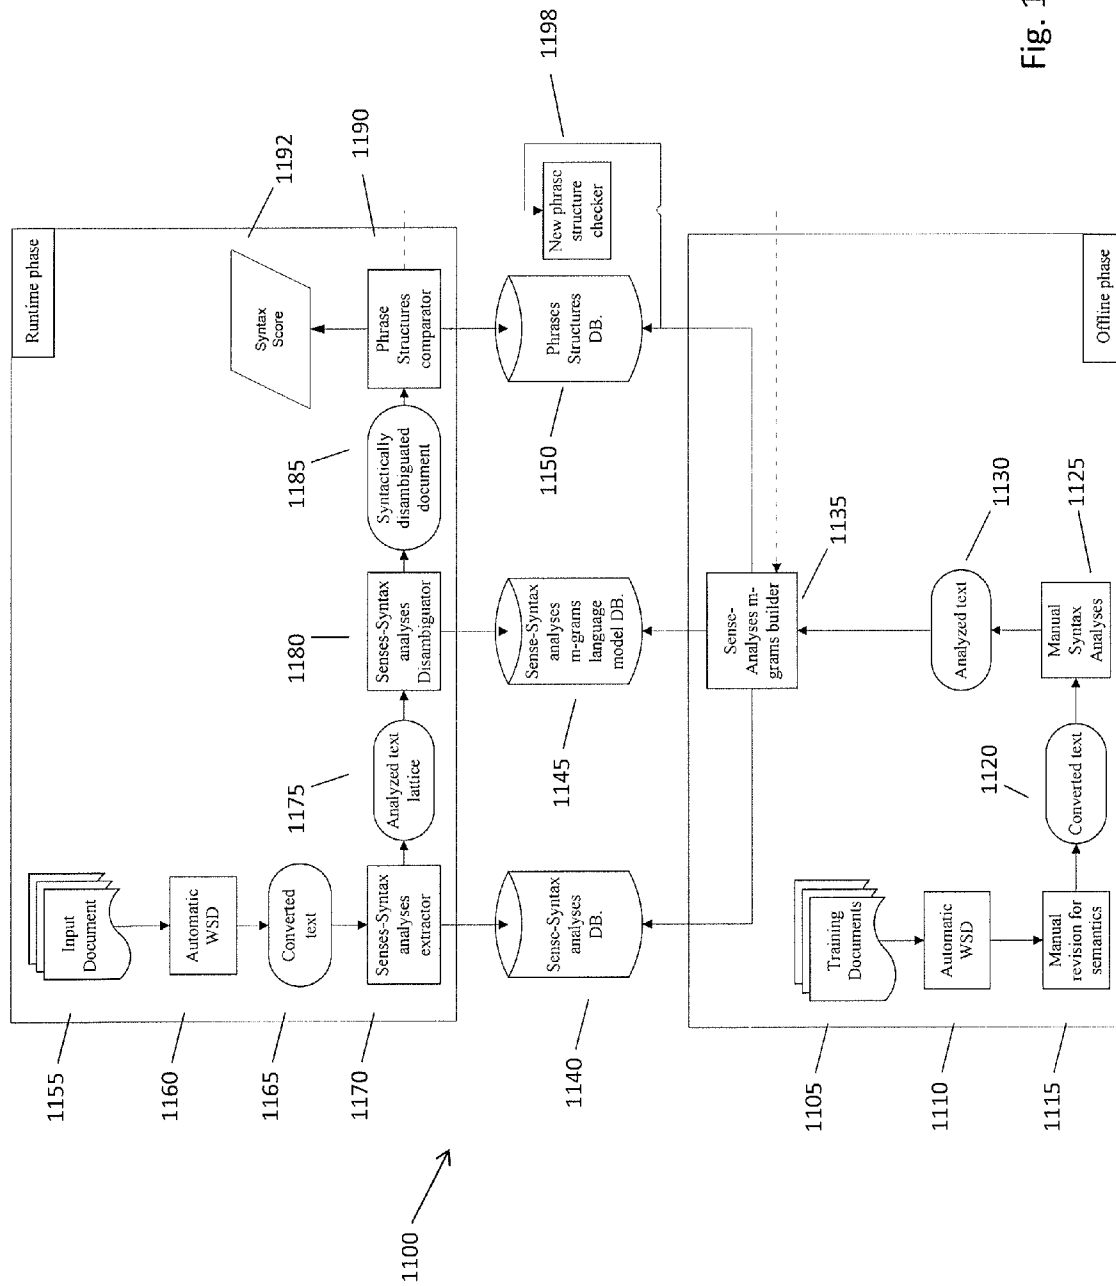 Runtime phase
Input
Document
Automatic
WSD
Converted
text
Senses-Syntax
analyses
extractor
Analyzed text
lattice
Senses-Syntax
analyses
Disambiguator
Syntactically
disambiguated
document
Phrase
Structures
comparator
Syntax
Score
1155
1160
1165
1170
1175
1180
1185
1190
1192
Sense-Syntax
analyses
DB.
Sense-Syntax
analyses
m-grams
language
model DB.
Phrases
Structures
DB.
New phrase
structure
checker
1140
1145
1150
1198
1100
Training
Documents
Automatic
WSD
Manual
revision for
semantics
Converted text
Manual
Syntax
Analyses
Analyzed text
Sense-
Analyses m-
grams builder
Offline phase
1105
1110
1115
1120
1125
1130
1135
Fig. 1